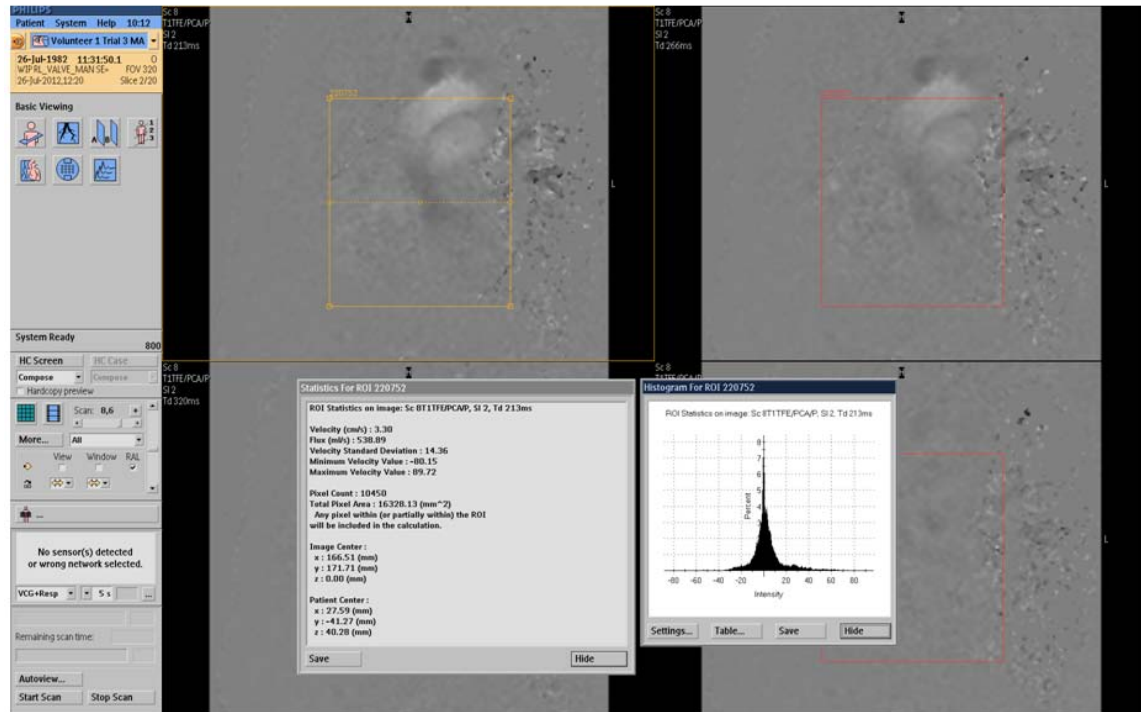 PHILIPS
Patient System Help 10:12
Volunteer 1 Trial 3 MA
26-Jul-1982 11:31:50.1 O
WIP RL_VALVE_MAN SE> FOV 320
26-Jul-2012,12:20 Slice 2/20
Basic Viewing
A B
1
2
3
System Ready
800
HC Screen HC Case
Compose Compose
Hardcopy preview
Scan: 8,6
More... All
View Window RAL
...
No sensor(s) detected
or wrong network selected.
VCG+Resp 5 s ...
Remaining scan time:
Autoview...
Start Scan Stop Scan
Sc 8
T1TFE/PCA/P
Sl 2
Td 213ms
220752
L
Sc 8
T1TFE/PCA/P
Sl 2
Td 266ms
L
Sc 8
T1TFE/PCA/P
Sl 2
Td 320ms
Sc 8
Statistics For ROI 220752
ROI Statistics on image: Sc 8T1TFE/PCA/P, Sl 2, Td 213ms
Velocity (cm/s) : 3.30
Flux (ml/s) : 538.89
Velocity Standard Deviation : 14.36
Minimum Velocity Value : -80.15
Maximum Velocity Value : 89.72
Pixel Count : 10450
Total Pixel Area : 16328.13 (mm^2)
Any pixel within (or partially within) the ROI
will be included in the calculation.
Image Center :
x : 166.51 (mm)
y : 171.71 (mm)
z : 0.00 (mm)
Patient Center :
x : 27.59 (mm)
y : -41.27 (mm)
z : 40.28 (mm)
Save Hide
Histogram For ROI 220752
ROI Statistics on image: Sc 8T1TFE/PCA/P, Sl 2, Td 213ms
8
7
6
5
4
3
Percent
-80 -60 -40 -20 0 20 40 60 80
Intensity
Settings... Table... Save Hide
L